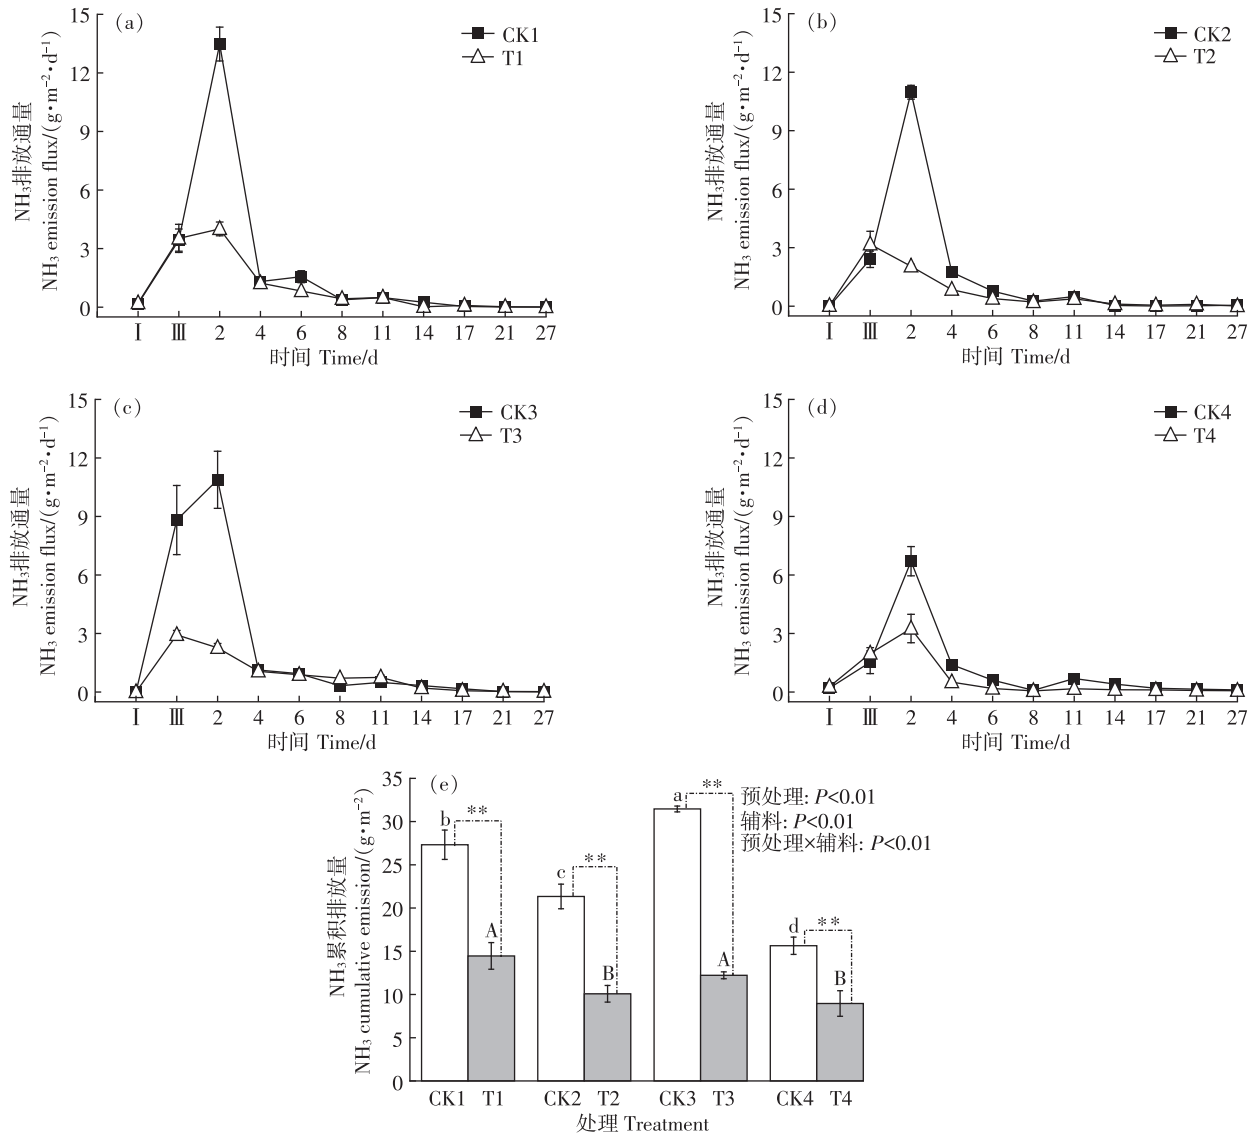 (a)
CK1
T1
15
12
9
6
3
0
NH₃排放通量
NH₃ emission flux/(g·m⁻²·d⁻¹)
Ⅰ Ⅲ 2 4 6 8 11 14 17 21 27
时间 Time/d
(b)
CK2
T2
15
12
9
6
3
0
NH₃排放通量
NH₃ emission flux/(g·m⁻²·d⁻¹)
Ⅰ Ⅲ 2 4 6 8 11 14 17 21 27
时间 Time/d
(c)
CK3
T3
15
12
9
6
3
0
NH₃排放通量
NH₃ emission flux/(g·m⁻²·d⁻¹)
Ⅰ Ⅲ 2 4 6 8 11 14 17 21 27
时间 Time/d
(d)
CK4
T4
15
12
9
6
3
0
NH₃排放通量
NH₃ emission flux/(g·m⁻²·d⁻¹)
Ⅰ Ⅲ 2 4 6 8 11 14 17 21 27
时间 Time/d
(e)
35
30
25
20
15
10
5
0
NH₃累积排放量
NH₃ cumulative emission/(g·m⁻²)
b ** A
c ** B
a ** A
d ** B
预处理: P<0.01
辅料: P<0.01
预处理×辅料: P<0.01
CK1 T1 CK2 T2 CK3 T3 CK4 T4
处理 Treatment